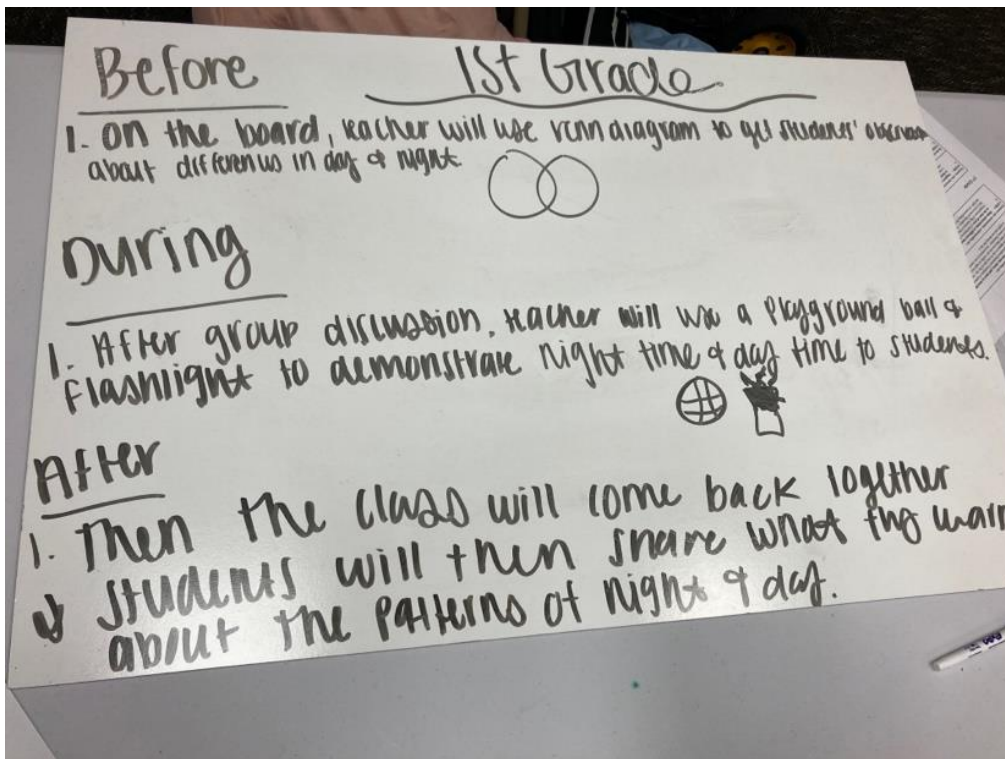 Before
1st Grade
1. On the board, teacher will use venn diagram to get students' observat
about differences in day & night
During
1. After group discussion, teacher will use a playground ball &
flashlight to demonstrate night time & day time to students.
After
1. Then the class will come back together
& students will then share what they
about the patterns of night & day.